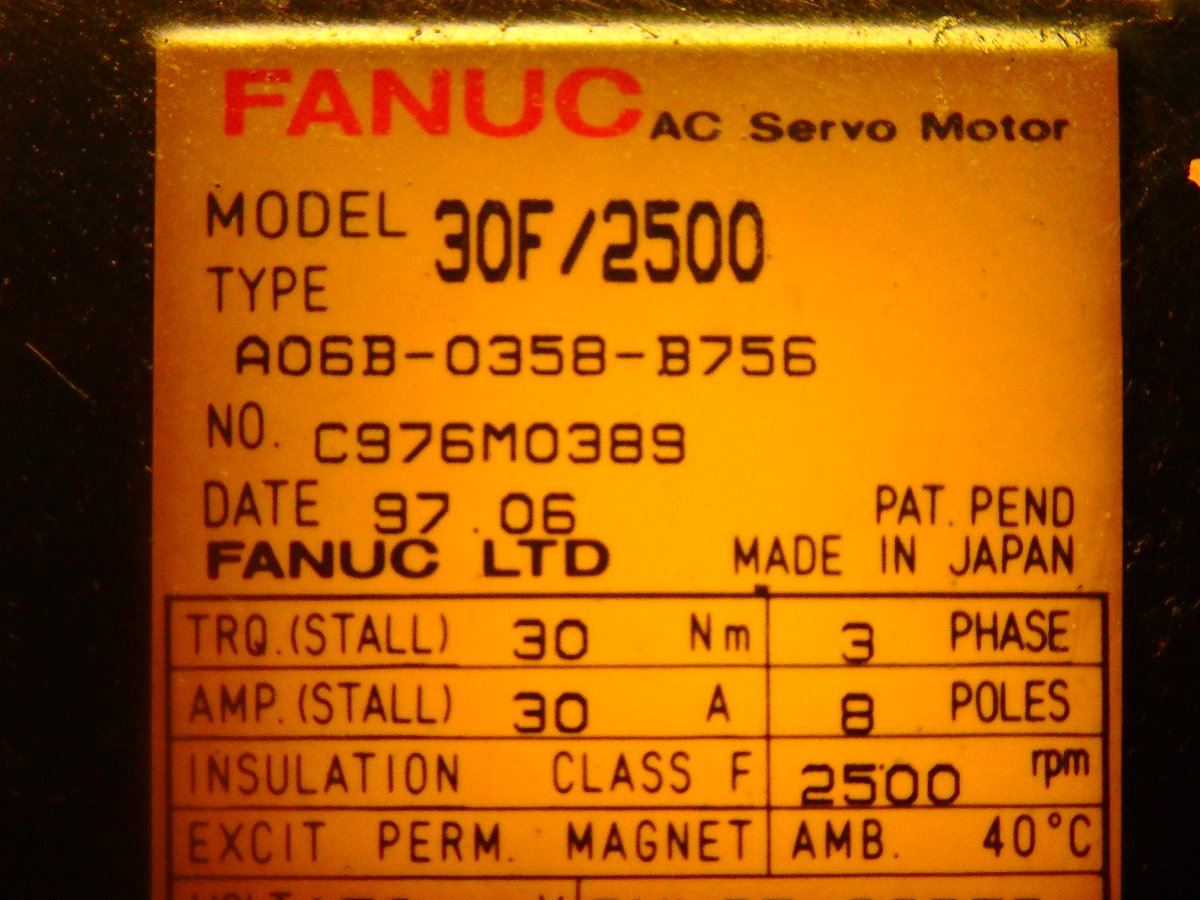 FANUC AC Servo Motor
MODEL 30F/2500
TYPE
A06B-0358-B756
NO. C976M0389
DATE 97.06 PAT. PEND
FANUC LTD MADE IN JAPAN
TRQ.(STALL) 30 Nm 3 PHASE
AMP.(STALL) 30 A 8 POLES
INSULATION CLASS F 2500 rpm
EXCIT PERM. MAGNET AMB. 40°C